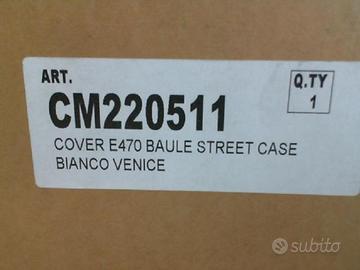 ART.
Q.TY
1
CM220511
COVER E470 BAULE STREET CASE
BIANCO VENICE
subito